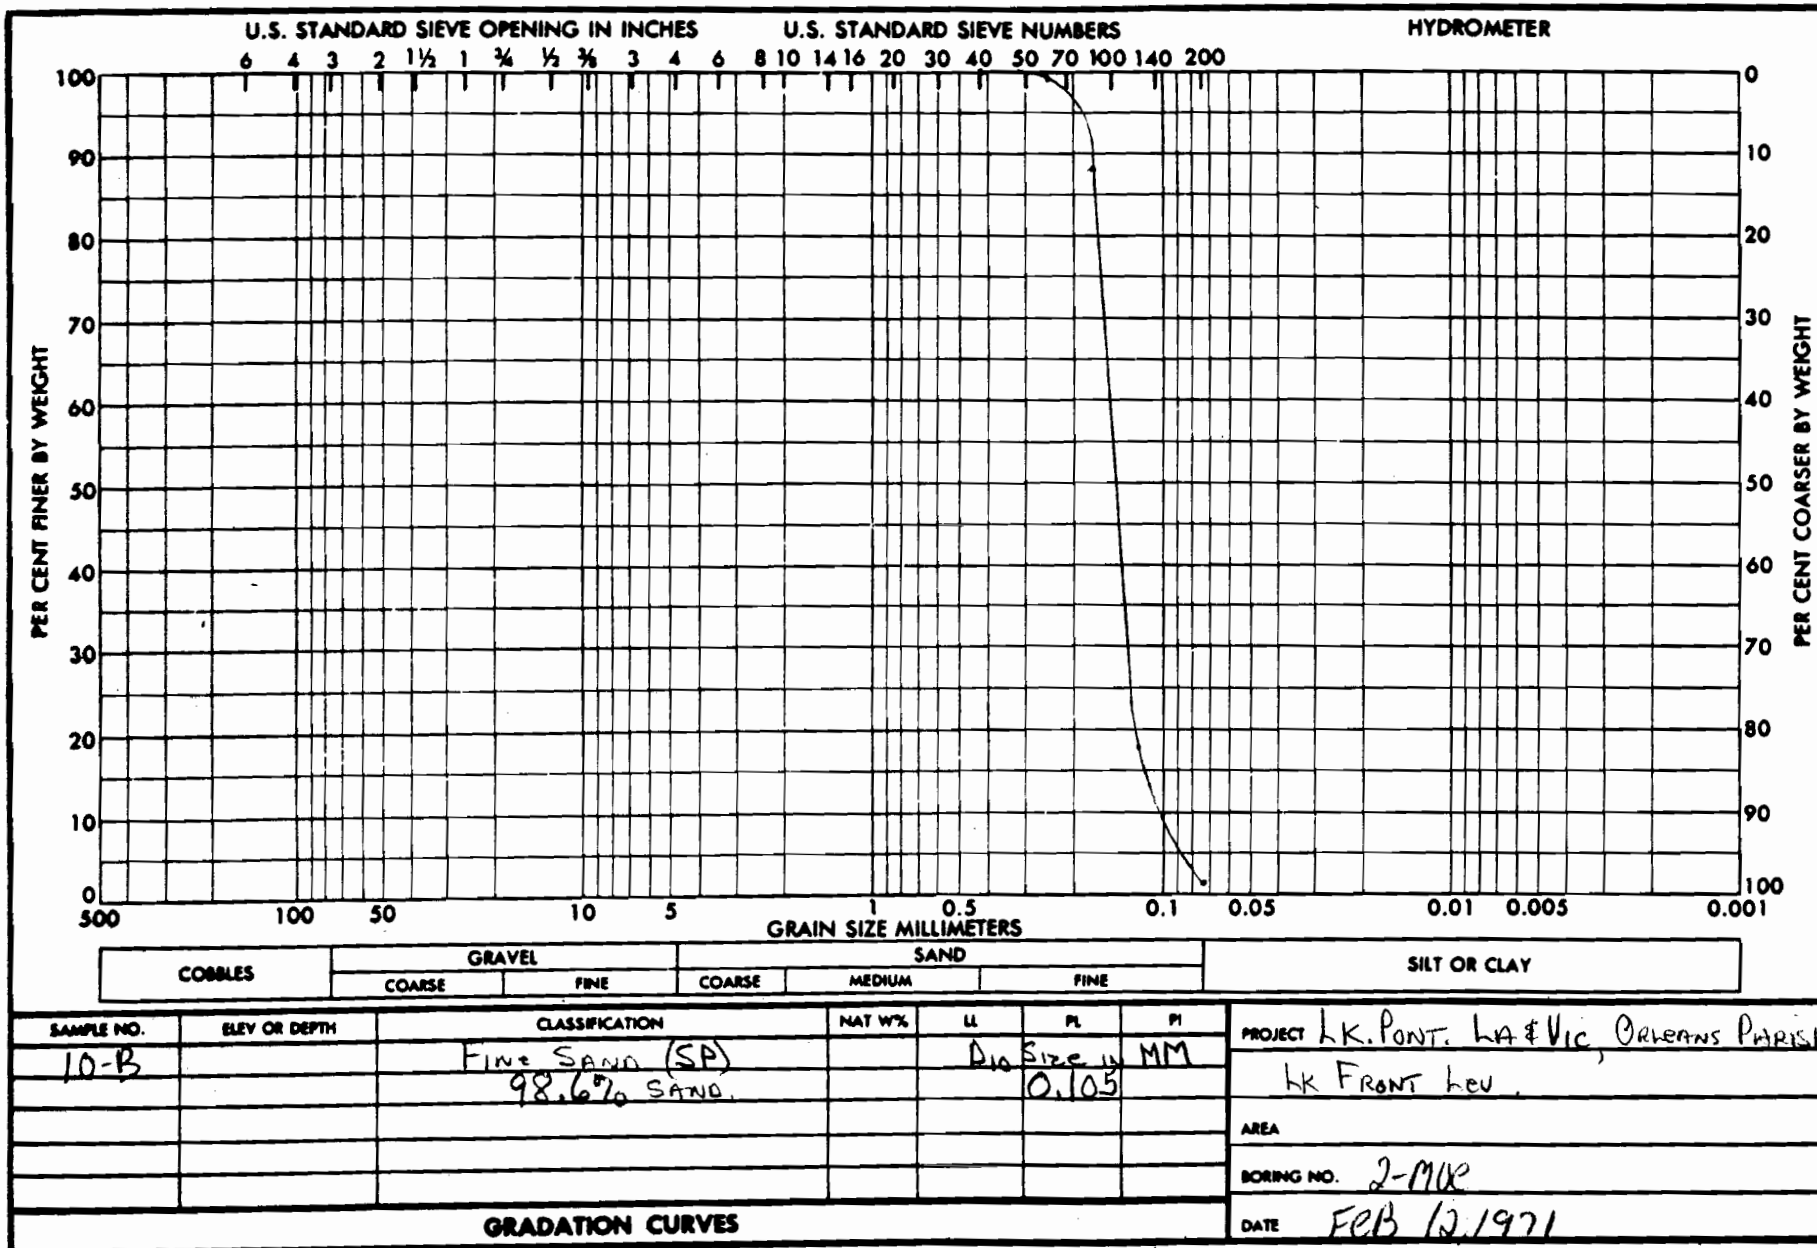 U.S. STANDARD SIEVE OPENING IN INCHES U.S. STANDARD SIEVE NUMBERS HYDROMETER
6 4 3 2 1½ 1 ¾ ½ ⅜ 3 4 6 8 10 14 16 20 30 40 50 70 100 140 200
100 0
90 10
80 20
70 30
60 40
50 50
40 60
30 70
20 80
10 90
0 100
PER CENT FINER BY WEIGHT
PER CENT COARSER BY WEIGHT
500 100 50 10 5 1 0.5 0.1 0.05 0.01 0.005 0.001
GRAIN SIZE MILLIMETERS
COBBLES GRAVEL SAND SILT OR CLAY
COARSE FINE COARSE MEDIUM FINE
SAMPLE NO. ELEV OR DEPTH CLASSIFICATION NAT W% LL PL PI
10-B FINE SAND (SP) D10 Size in MM
98.6% SAND. 0.105
PROJECT LK. PONT. LA & VIC, ORLEANS PARISH
LK FRONT Lev.
AREA
BORING NO. 2-MUE
DATE FEB 12, 1971
GRADATION CURVES